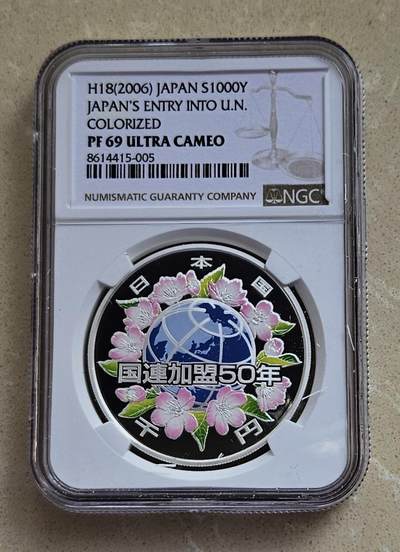 H18(2006) JAPAN S1000Y
JAPAN'S ENTRY INTO U.N.
COLORIZED
PF 69 ULTRA CAMEO
8614415-005
NUMISMATIC GUARANTY COMPANY
NGC
日本国
国連加盟50年
千円